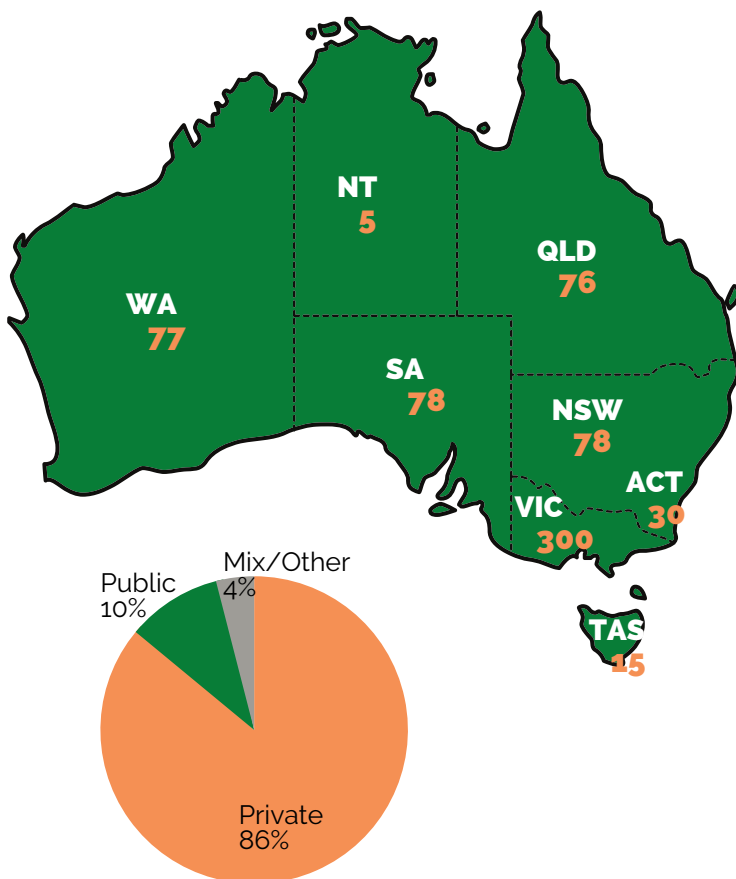 NT
5
QLD
76
WA
77
SA
78
NSW
78
ACT
30
VIC
300
TAS
15
Mix/Other
4%
Public
10%
Private
86%